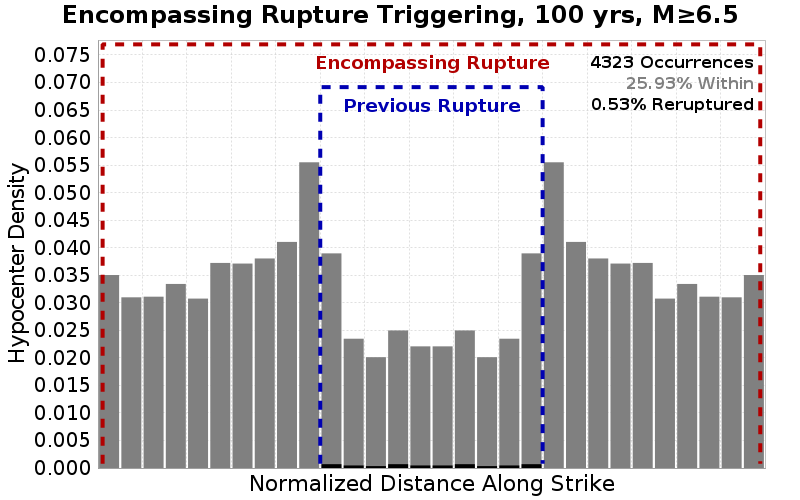 Encompassing Rupture Triggering, 100 yrs, M≥6.5
Encompassing Rupture
4323 Occurrences
25.93% Within
0.53% Reruptured
Previous Rupture
Hypocenter Density
0.075
0.070
0.065
0.060
0.055
0.050
0.045
0.040
0.035
0.030
0.025
0.020
0.015
0.010
0.005
0.000
Normalized Distance Along Strike